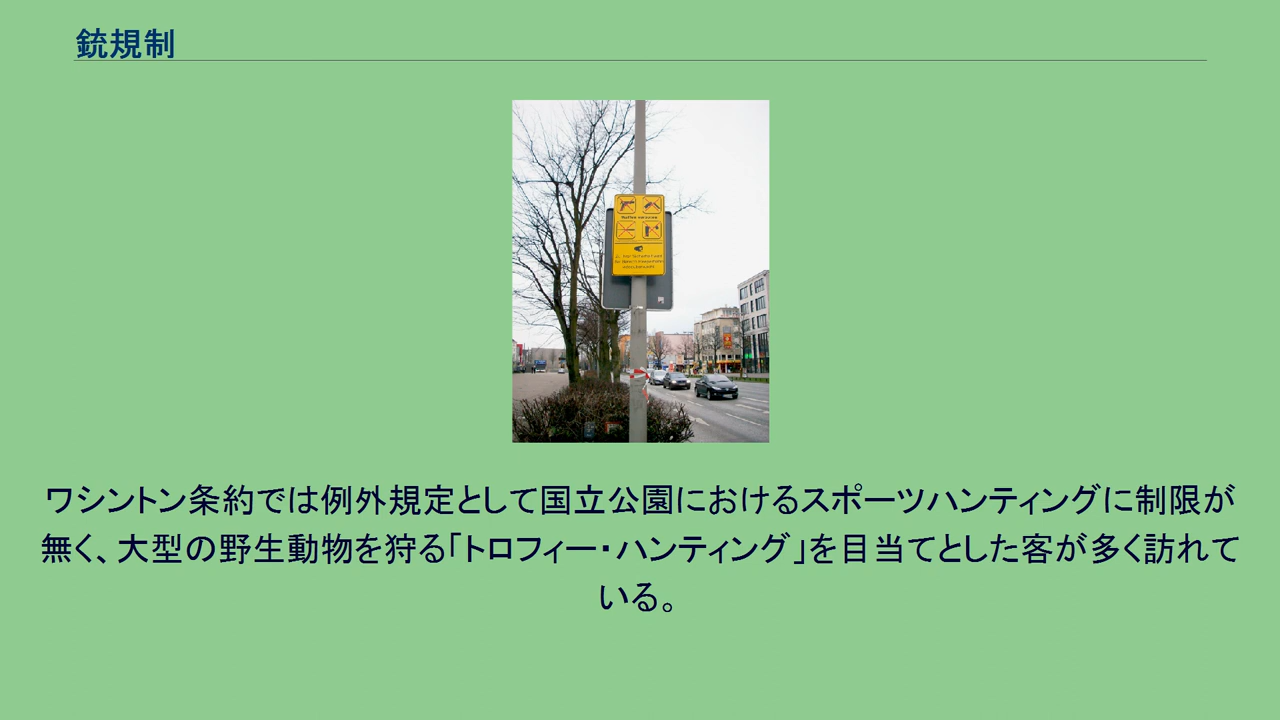 銃規制
ワシントン条約では例外規定として国立公園におけるスポーツハンティングに制限が
無く、大型の野生動物を狩る「トロフィー・ハンティング」を目当てとした客が多く訪れて
いる。